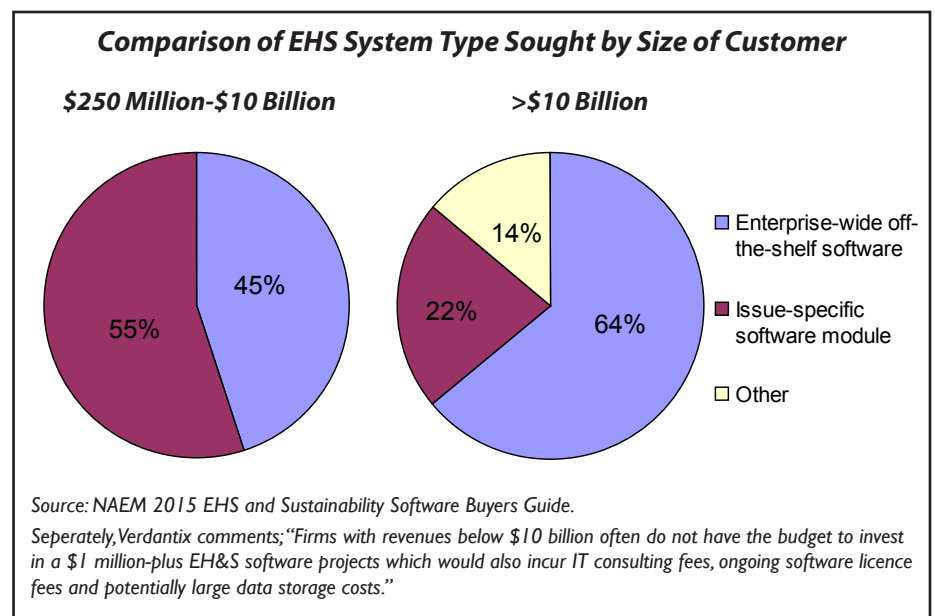 Comparison of EHS System Type Sought by Size of Customer
$250 Million-$10 Billion
>$10 Billion
45%
55%
14%
22%
64%
Enterprise-wide off-
the-shelf software
Issue-specific
software module
Other
Source: NAEM 2015 EHS and Sustainability Software Buyers Guide.
Seperately, Verdantix comments; “Firms with revenues below $10 billion often do not have the budget to invest
in a $1 million-plus EH&S software projects which would also incur IT consulting fees, ongoing software licence
fees and potentially large data storage costs.”